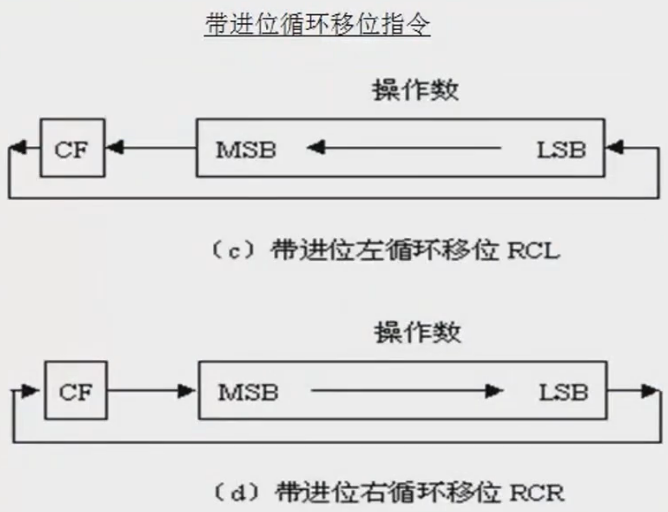 带进位循环移位指令
操作数
CF MSB LSB
（c）带进位左循环移位 RCL
操作数
CF MSB LSB
（d）带进位右循环移位 RCR